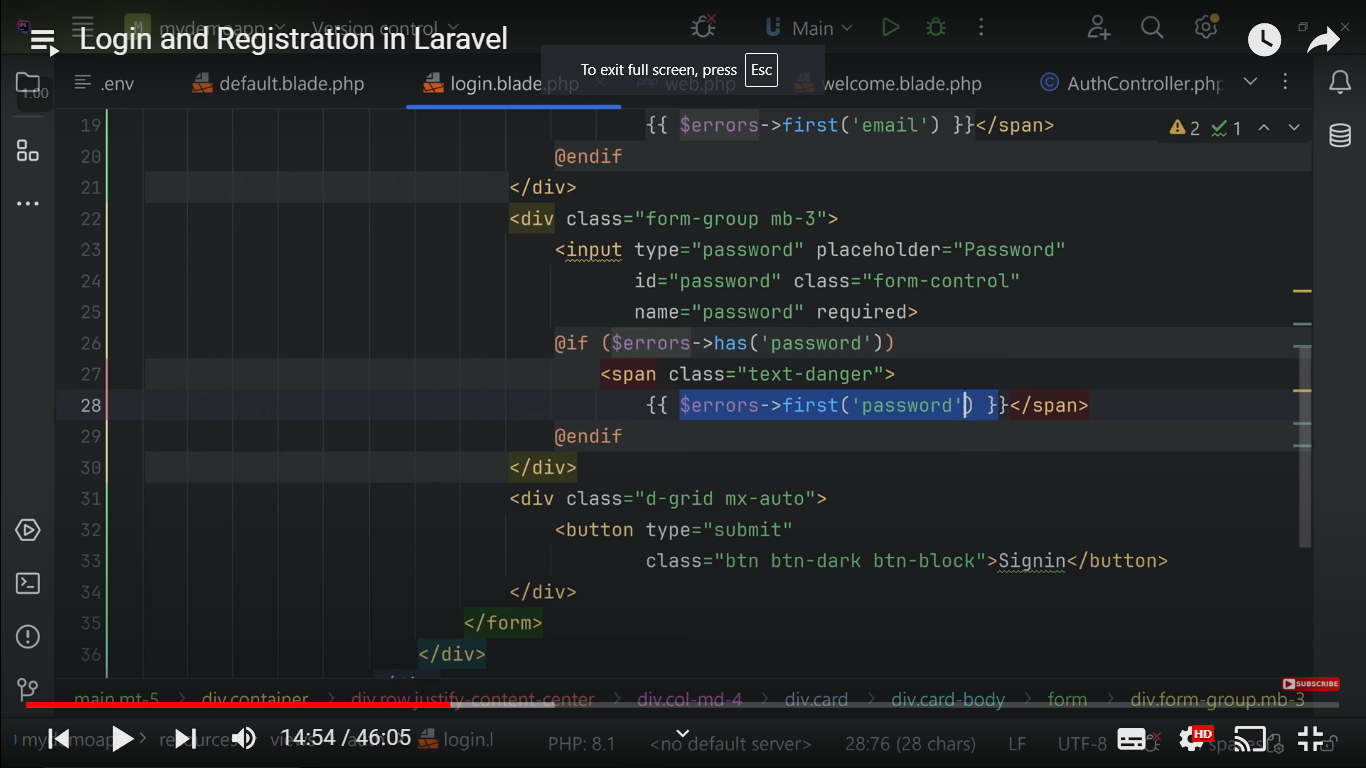 mydemoapp Version control Main
Login and Registration in Laravel
To exit full screen, press Esc
1.00
.env default.blade.php login.blade.php web.php welcome.blade.php AuthController.php
19 {{ $errors->first('email') }}</span> 2 1
20 @endif
21 </div>
22 <div class="form-group mb-3">
23 <input type="password" placeholder="Password"
24 id="password" class="form-control"
25 name="password" required>
26 @if ($errors->has('password'))
27 <span class="text-danger">
28 {{ $errors->first('password') }}</span>
29 @endif
30 </div>
31 <div class="d-grid mx-auto">
32 <button type="submit"
33 class="btn btn-dark btn-block">Signin</button>
34 </div>
35 </form>
36 </div>
SUBSCRIBE
main.mt-5 div.container div.row.justify-content-center div.col-md-4 div.card div.card-body form div.form-group.mb-3
14:54 / 46:05 login.l PHP: 8.1 <no default server> 28:76 (28 chars) LF UTF-8 HD